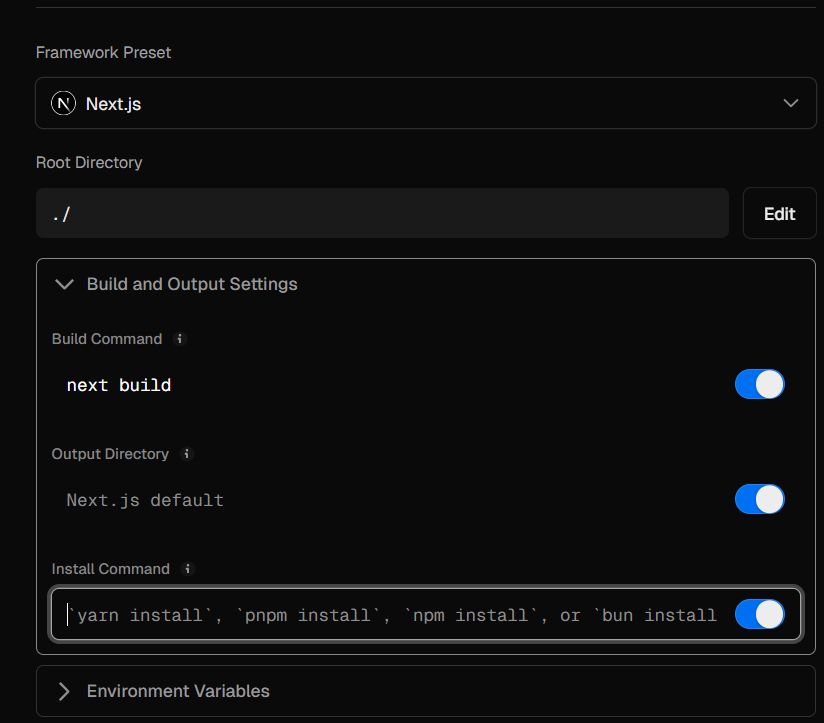 Framework Preset
N Next.js
Root Directory
./
Edit
Build and Output Settings
Build Command i
next build
Output Directory i
Next.js default
Install Command i
`yarn install`, `pnpm install`, `npm install`, or `bun install
Environment Variables